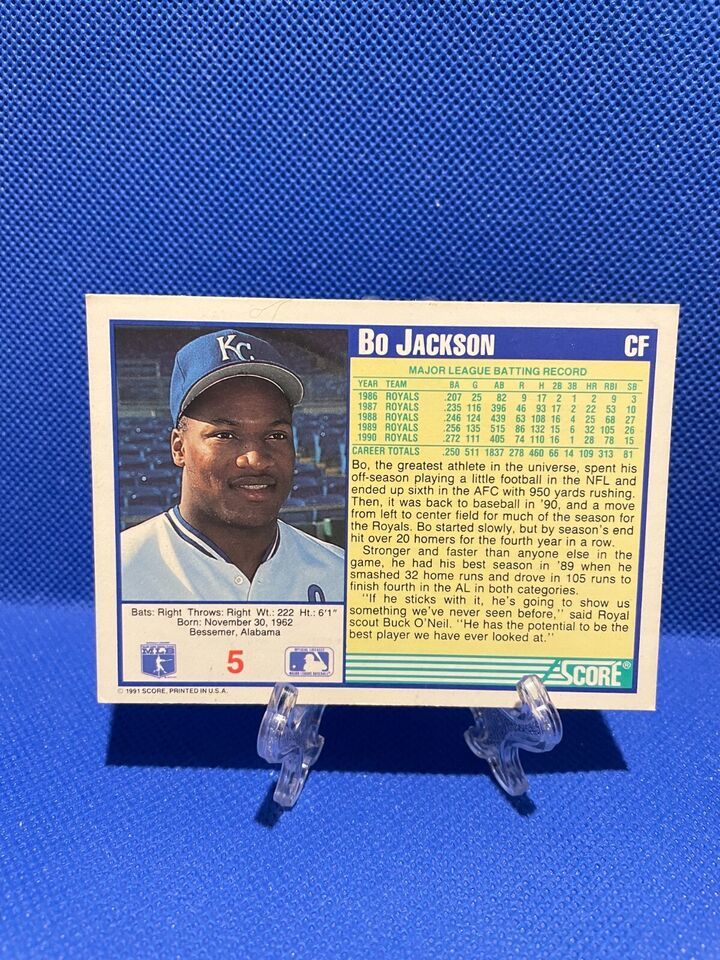 KC
BO JACKSON CF
MAJOR LEAGUE BATTING RECORD
YEAR TEAM BA G AB R H 2B 3B HR RBI SB
1986 ROYALS .207 25 82 9 17 2 1 2 9 3
1987 ROYALS .235 116 396 46 93 17 2 22 53 10
1988 ROYALS .246 124 439 63 108 16 4 25 68 27
1989 ROYALS .256 135 515 86 132 15 6 32 105 26
1990 ROYALS .272 111 405 74 110 16 1 28 78 15
CAREER TOTALS .250 511 1837 278 460 66 14 109 313 81
Bo, the greatest athlete in the universe, spent his
off-season playing a little football in the NFL and
ended up sixth in the AFC with 950 yards rushing.
Then, it was back to baseball in '90, and a move
from left to center field for much of the season for
the Royals. Bo started slowly, but by season's end
hit over 20 homers for the fourth year in a row.
Stronger and faster than anyone else in the
game, he had his best season in '89 when he
smashed 32 home runs and drove in 105 runs to
finish fourth in the AL in both categories.
"If he sticks with it, he's going to show us
something we've never seen before," said Royal
scout Buck O'Neil. "He has the potential to be the
best player we have ever looked at."
Bats: Right Throws: Right Wt.: 222 Ht.: 6'1"
Born: November 30, 1962
Bessemer, Alabama
5
SCORE®
© 1991 SCORE, PRINTED IN U.S.A.